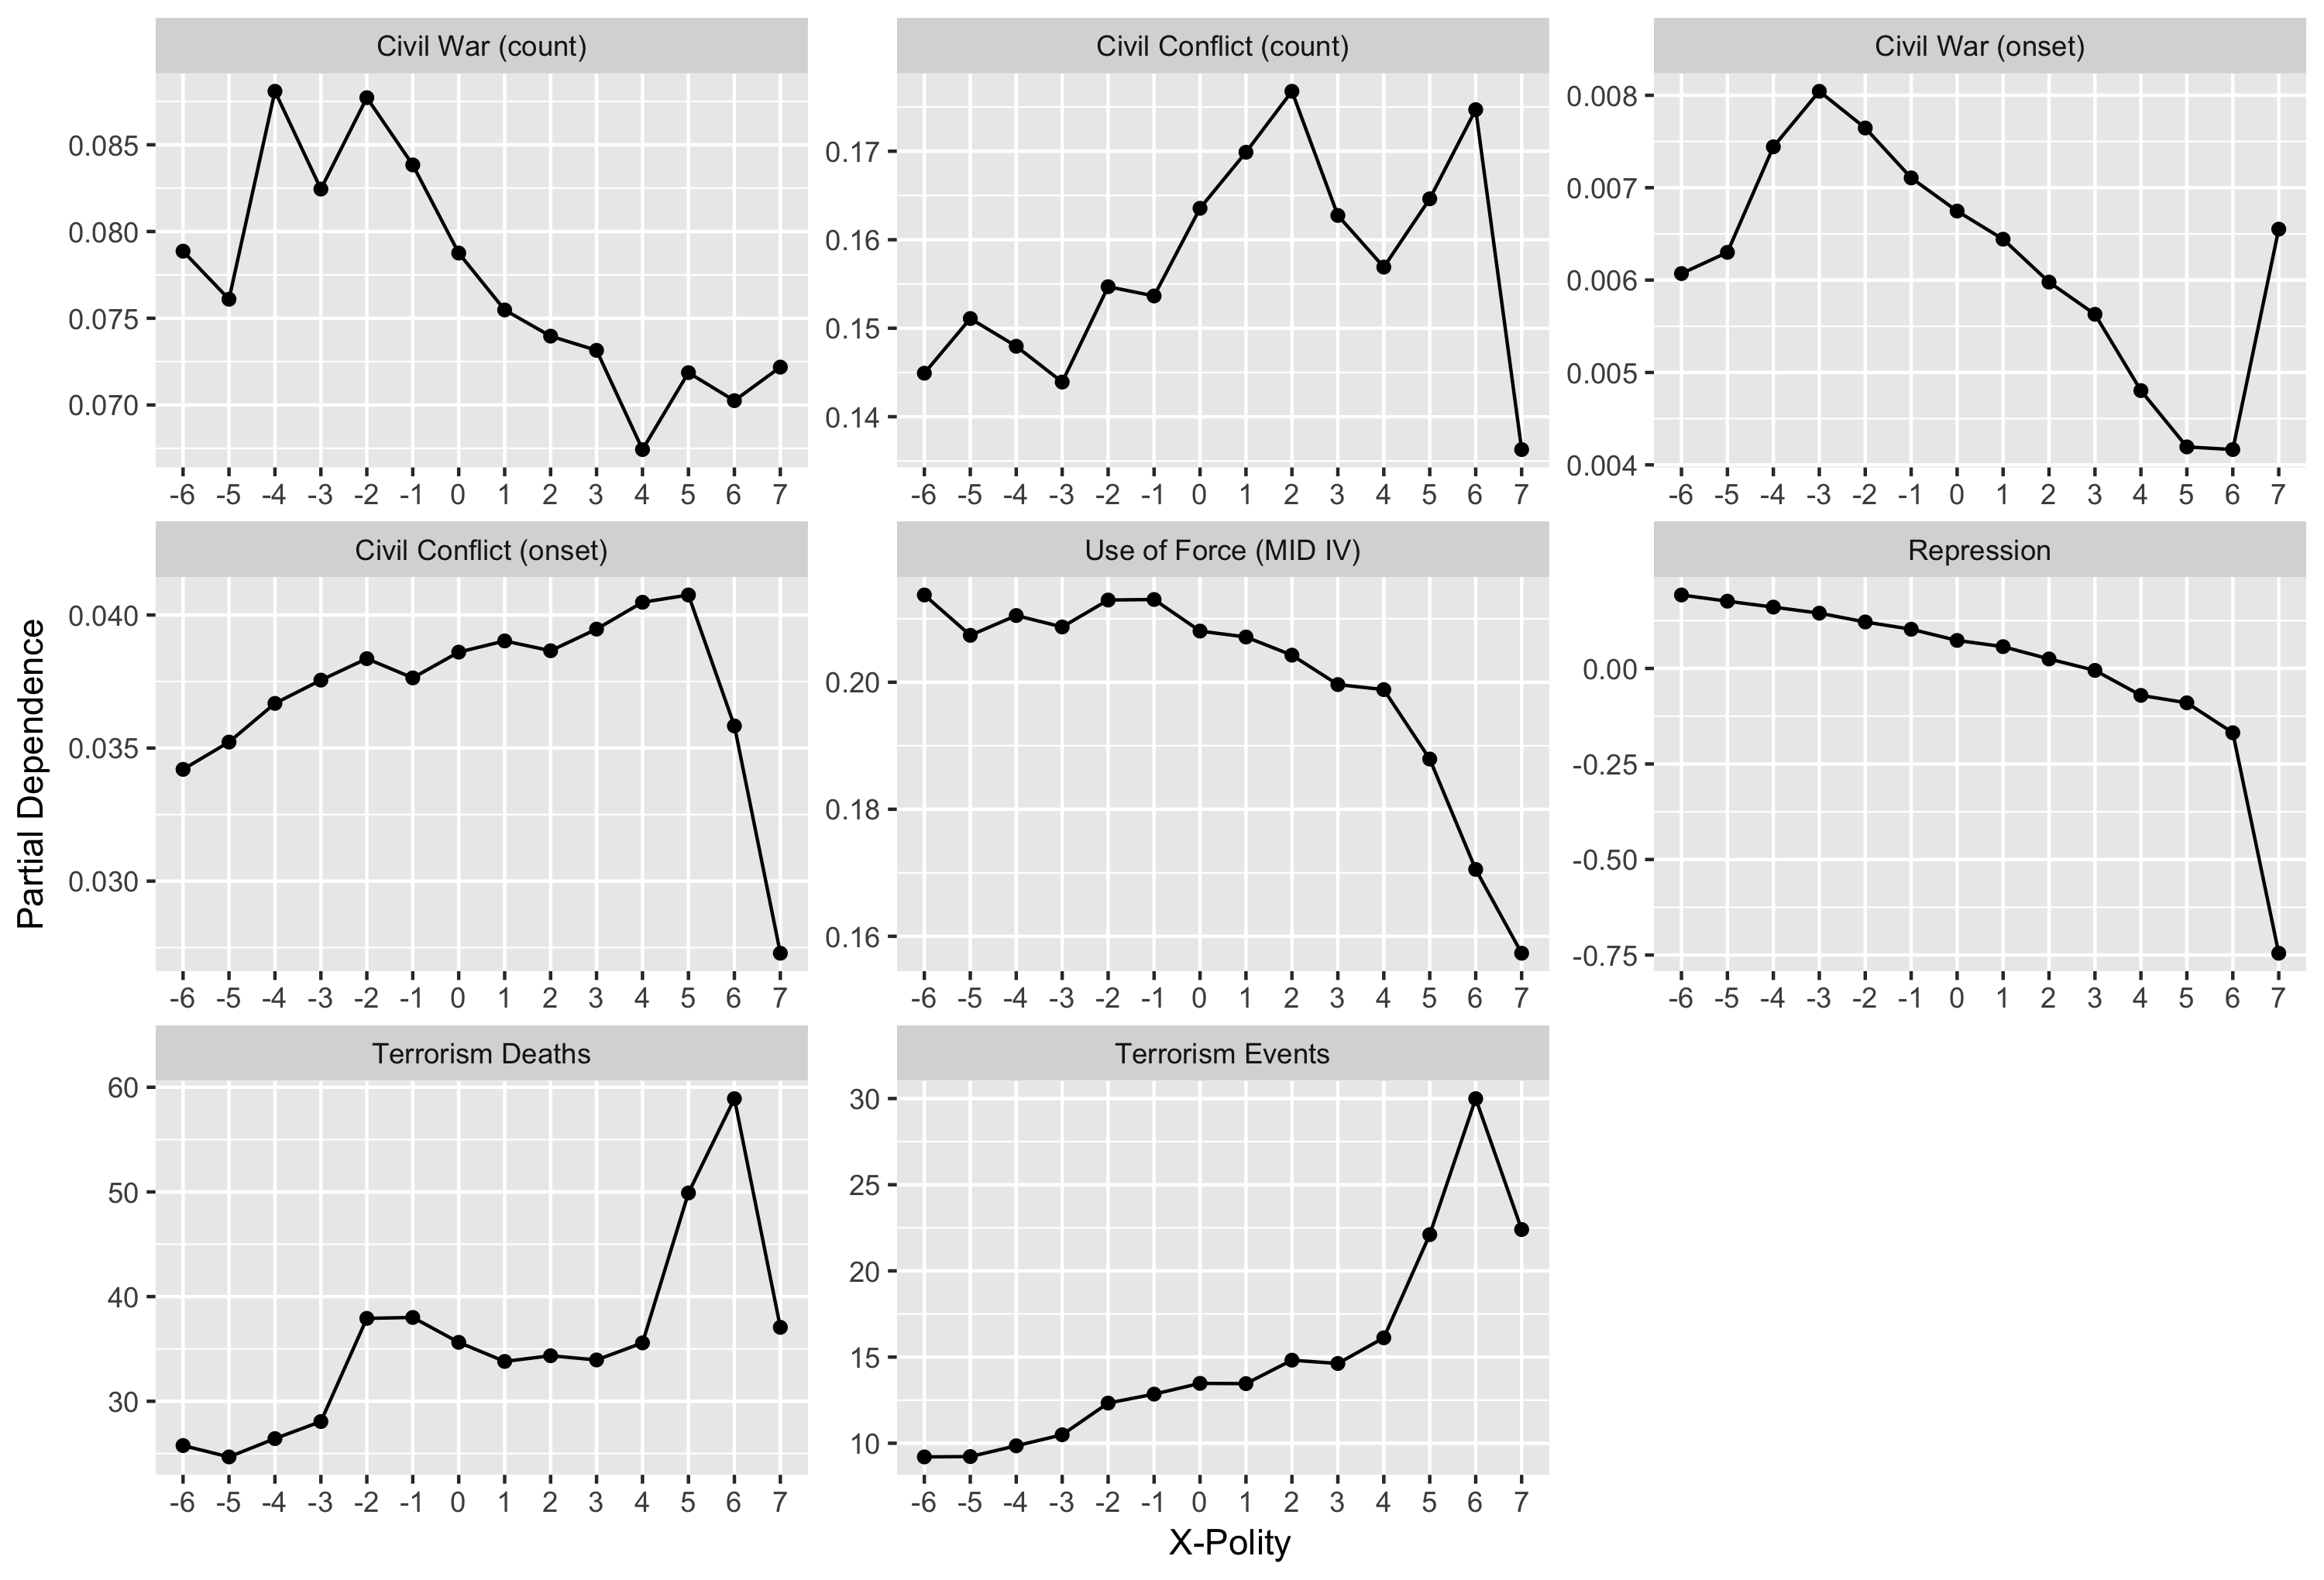 Civil War (count) Civil Conflict (count) Civil War (onset)
0.085 0.080 0.075 0.070
0.17 0.16 0.15 0.14
0.008 0.007 0.006 0.005 0.004
-6 -5 -4 -3 -2 -1 0 1 2 3 4 5 6 7
-6 -5 -4 -3 -2 -1 0 1 2 3 4 5 6 7
-6 -5 -4 -3 -2 -1 0 1 2 3 4 5 6 7
Civil Conflict (onset) Use of Force (MID IV) Repression
0.040 0.035 0.030
0.20 0.18 0.16
0.00 -0.25 -0.50 -0.75
-6 -5 -4 -3 -2 -1 0 1 2 3 4 5 6 7
-6 -5 -4 -3 -2 -1 0 1 2 3 4 5 6 7
-6 -5 -4 -3 -2 -1 0 1 2 3 4 5 6 7
Partial Dependence
Terrorism Deaths Terrorism Events
60 50 40 30
30 25 20 15 10
-6 -5 -4 -3 -2 -1 0 1 2 3 4 5 6 7
-6 -5 -4 -3 -2 -1 0 1 2 3 4 5 6 7
X-Polity